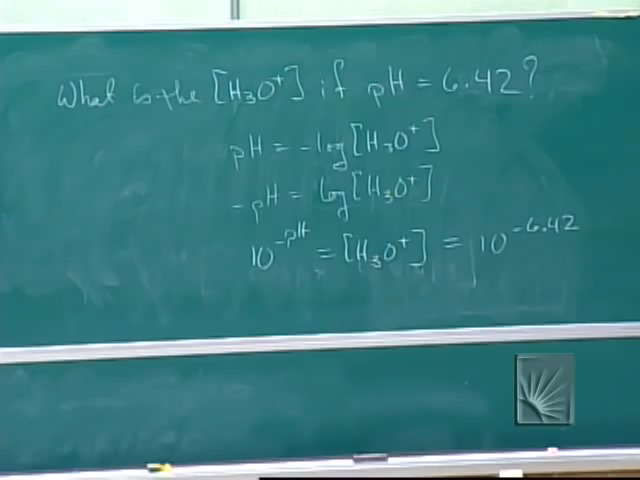 What is the [H₃O⁺] if pH = 6.42?
pH = -log[H₃O⁺]
-pH = log[H₃O⁺]
10⁻ᵖᴴ = [H₃O⁺] = 10⁻⁶·⁴²